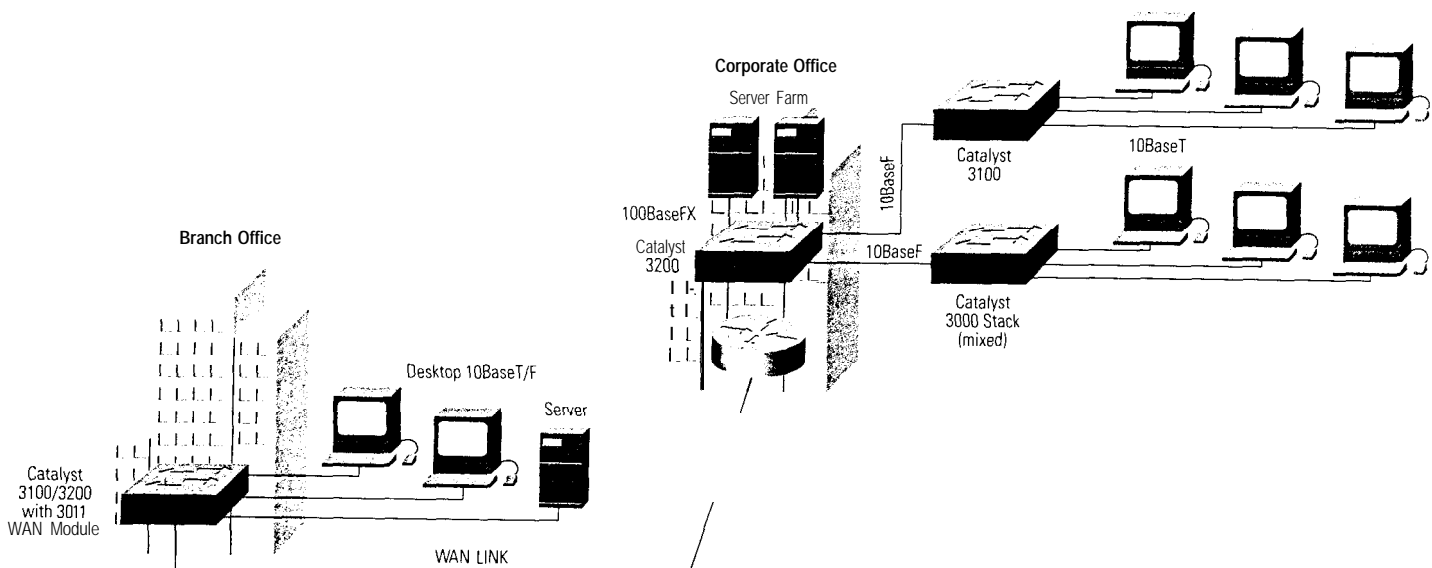 Corporate Office
Server Farm
100BaseFX
Catalyst
3200
10BaseF
10BaseF
Catalyst
3100
10BaseT
Catalyst
3000 Stack
(mixed)
Branch Office
Desktop 10BaseT/F
Server
Catalyst
3100/3200
with 3011
WAN Module
WAN LINK